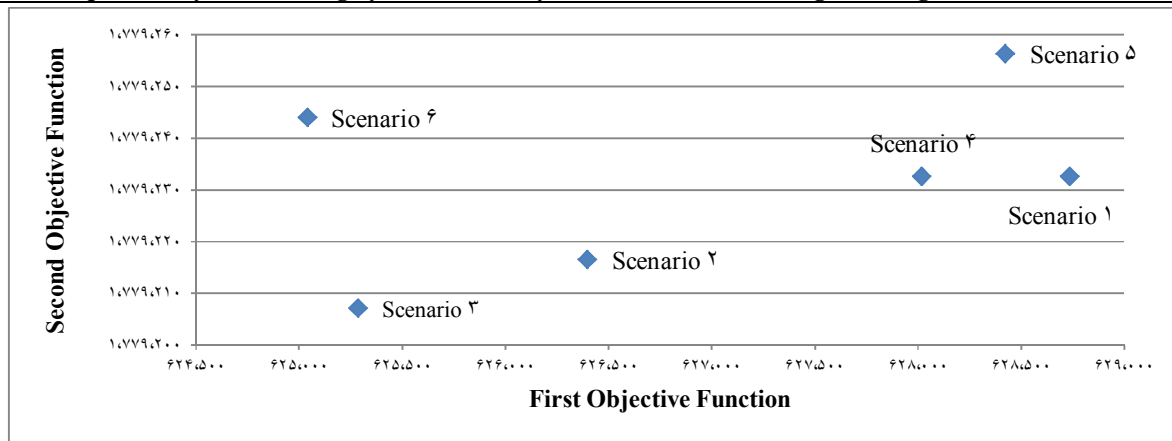 ۱،۷۷۹،۲۶۰
۱،۷۷۹،۲۵۰
۱،۷۷۹،۲۴۰
۱،۷۷۹،۲۳۰
۱،۷۷۹،۲۲۰
۱،۷۷۹،۲۱۰
۱،۷۷۹،۲۰۰
Second Objective Function
Scenario ۵
Scenario ۶
Scenario ۴
Scenario ۱
Scenario ۲
Scenario ۳
۶۲۴،۵۰۰ ۶۲۵،۰۰۰ ۶۲۵،۵۰۰ ۶۲۶،۰۰۰ ۶۲۶،۵۰۰ ۶۲۷،۰۰۰ ۶۲۷،۵۰۰ ۶۲۸،۰۰۰ ۶۲۸،۵۰۰ ۶۲۹،۰۰۰
First Objective Function